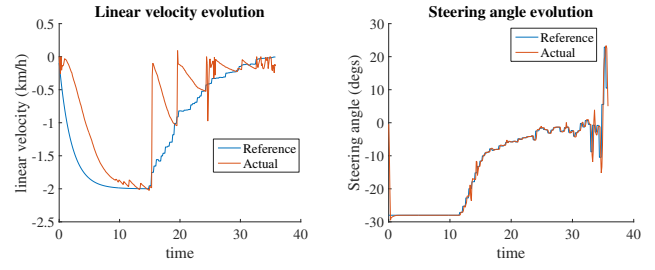 Linear velocity evolution
0.5
0
-0.5
-1
-1.5
-2
-2.5
linear velocity (km/h)
Reference
Actual
0
10
20
30
40
time
Steering angle evolution
30
20
10
0
-10
-20
-30
Steering angle (degs)
Reference
Actual
0
10
20
30
40
time